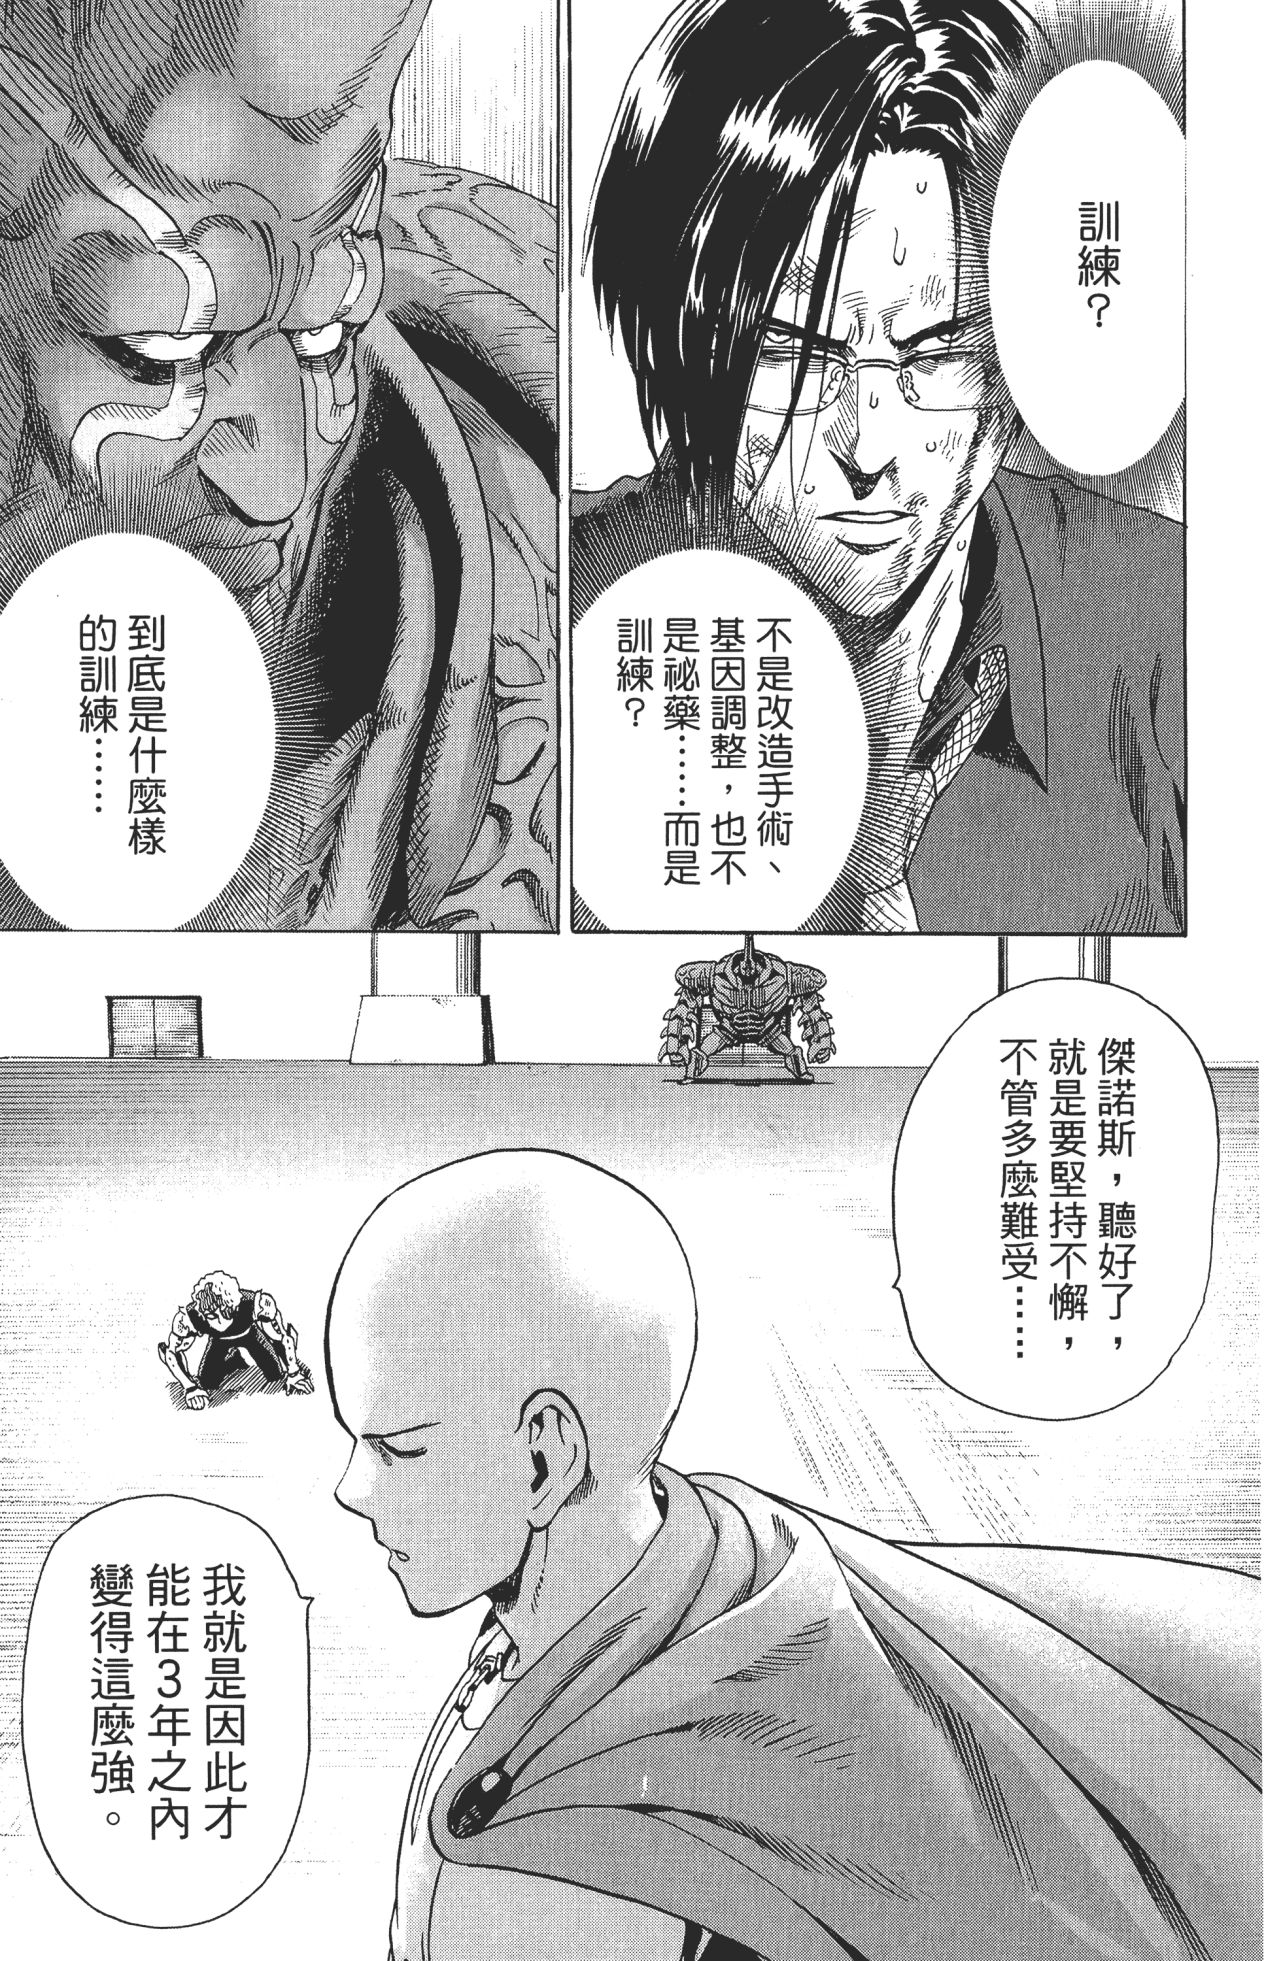 訓練？
不是改造手術、
基因調整，也不
是祕藥……而是
訓練？
到底是什麼樣
的訓練……
傑諾斯，聽好了，
就是要堅持不懈，
不管多麼難受……
我就是因此才
能在3年之內
變得這麼強。